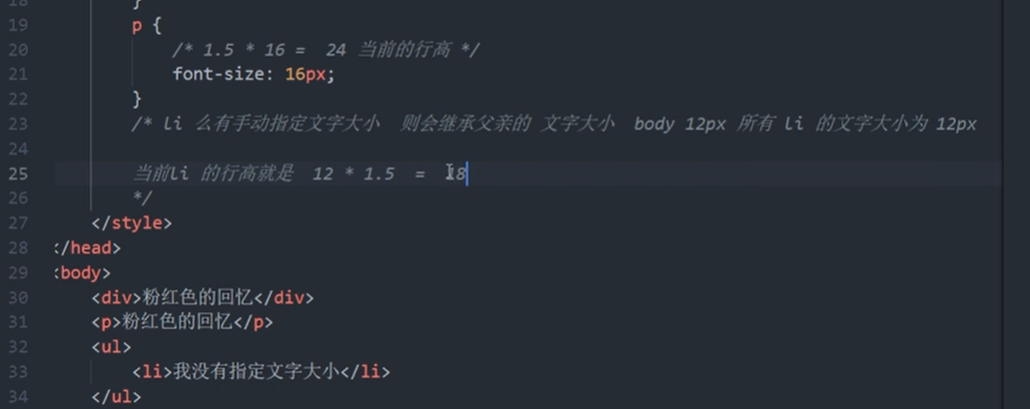 18 }
19 p {
20 /* 1.5 * 16 = 24 当前的行高 */
21 font-size: 16px;
22 }
23 /* li 么有手动指定文字大小 则会继承父亲的 文字大小 body 12px 所有 li 的文字大小为 12px
24
25 当前li 的行高就是 12 * 1.5 = 18
26 */
27 </style>
28 </head>
29 <body>
30 <div>粉红色的回忆</div>
31 <p>粉红色的回忆</p>
32 <ul>
33 <li>我没有指定文字大小</li>
34 </ul>